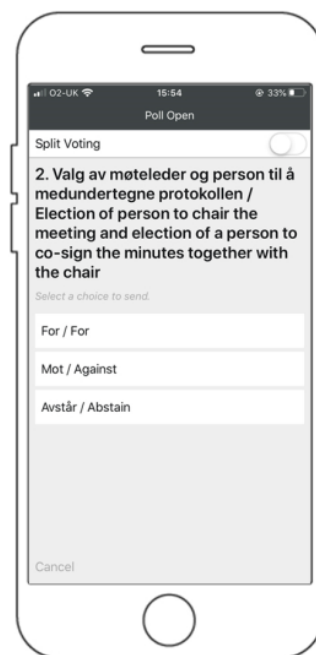 O2-UK 15:54 33%
Poll Open
Split Voting
2. Valg av møteleder og person til å
medundertegne protokollen /
Election of person to chair the
meeting and election of a person to
co-sign the minutes together with
the chair
Select a choice to send.
For / For
Mot / Against
Avstår / Abstain
Cancel